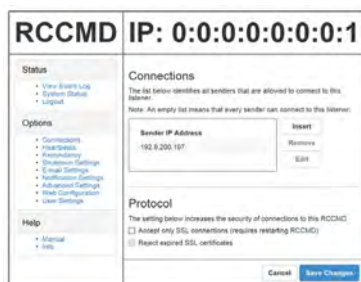 RCCMD
IP: 0:0:0:0:0:0:0:1
Status
View Event Log
System Status
Logout
Options
Connections
Heartbeats
Redundancy
Shutdown Settings
E-mail Settings
Notification Settings
Advanced Settings
Web Configuration
User Settings
Help
Manual
Info
Connections
The list below identifies all senders that are allowed to connect to this
listener.
Note: An empty list means that every sender can connect to this listener.
Sender IP Address
192.9.200.197
Insert
Remove
Edit
Protocol
The setting below increases the security of connections to this RCCMD
Accept only SSL connections (requires restarting RCCMD)
Reject expired SSL certificates
Cancel
Save Changes